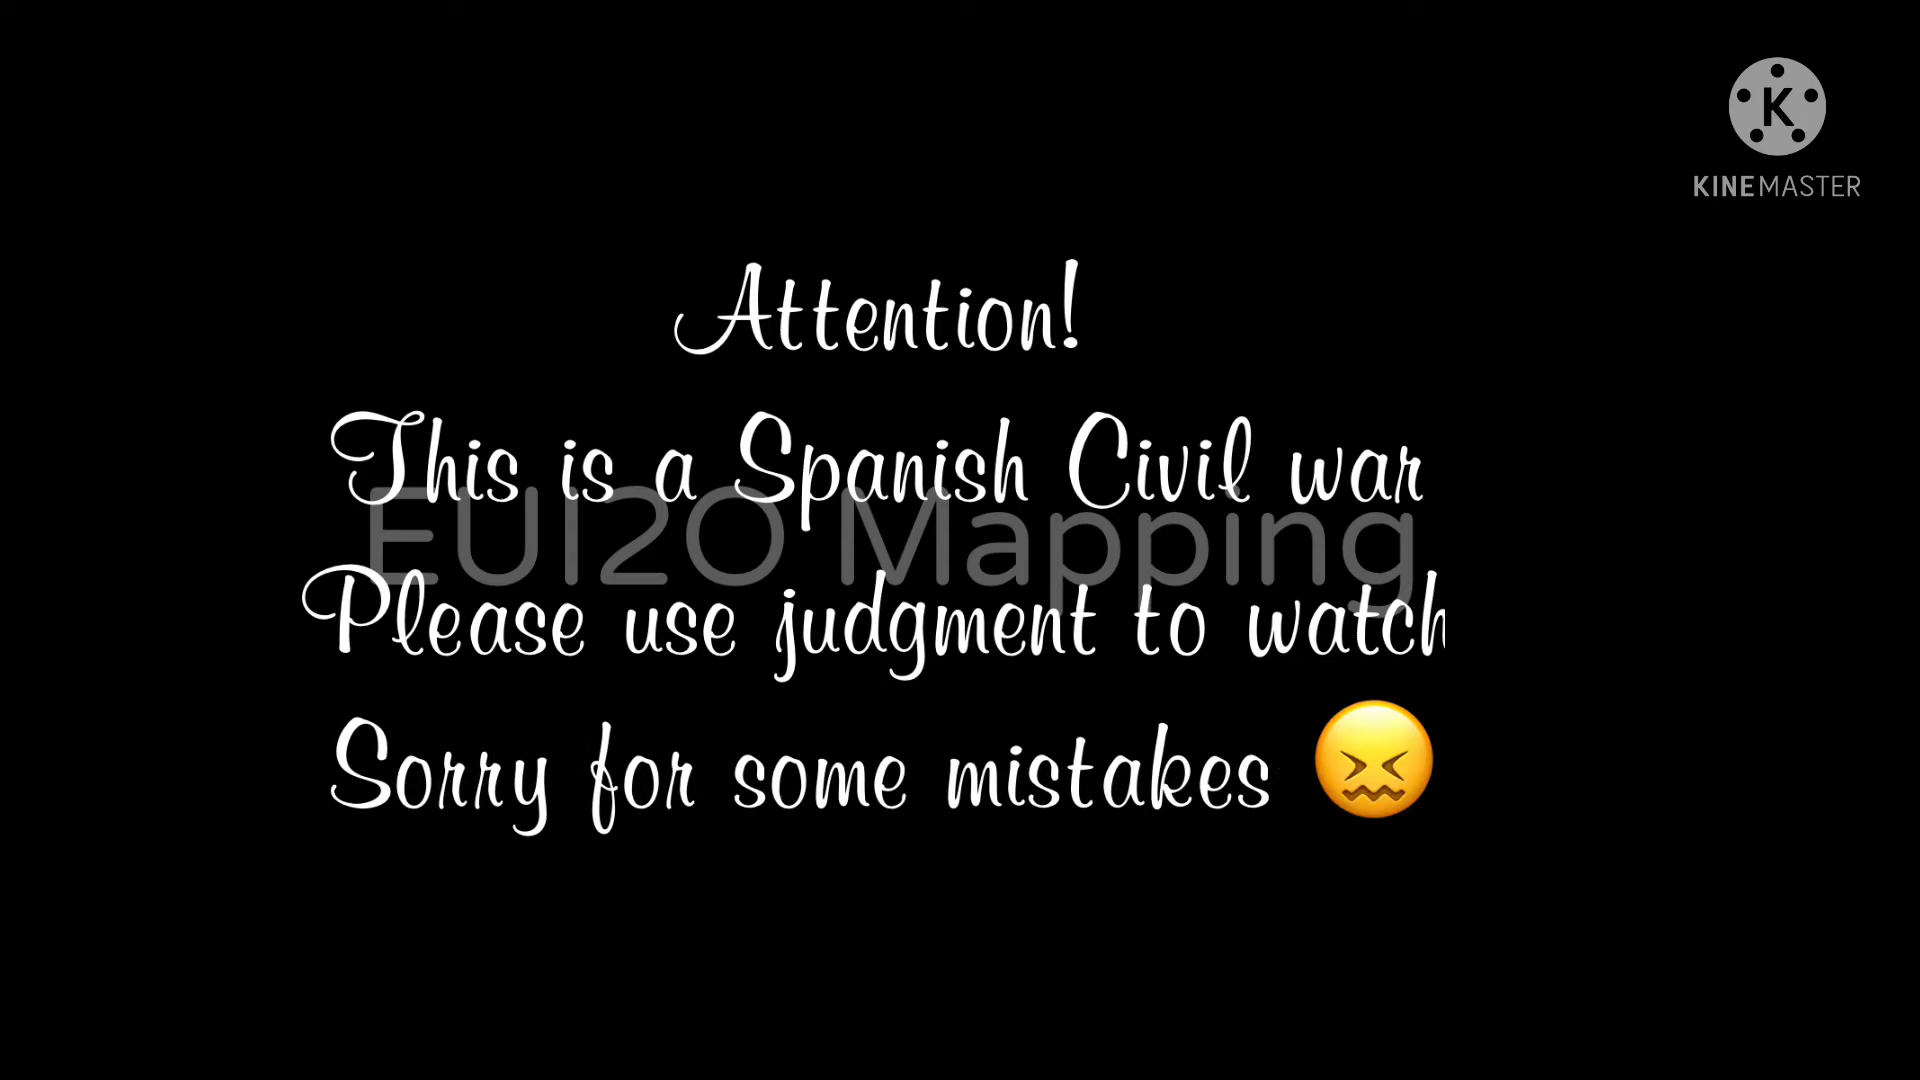 KINEMASTER
Attention!
This is a Spanish Civil war
EU120 Mapping
Please use judgment to watch
Sorry for some mistakes 😖